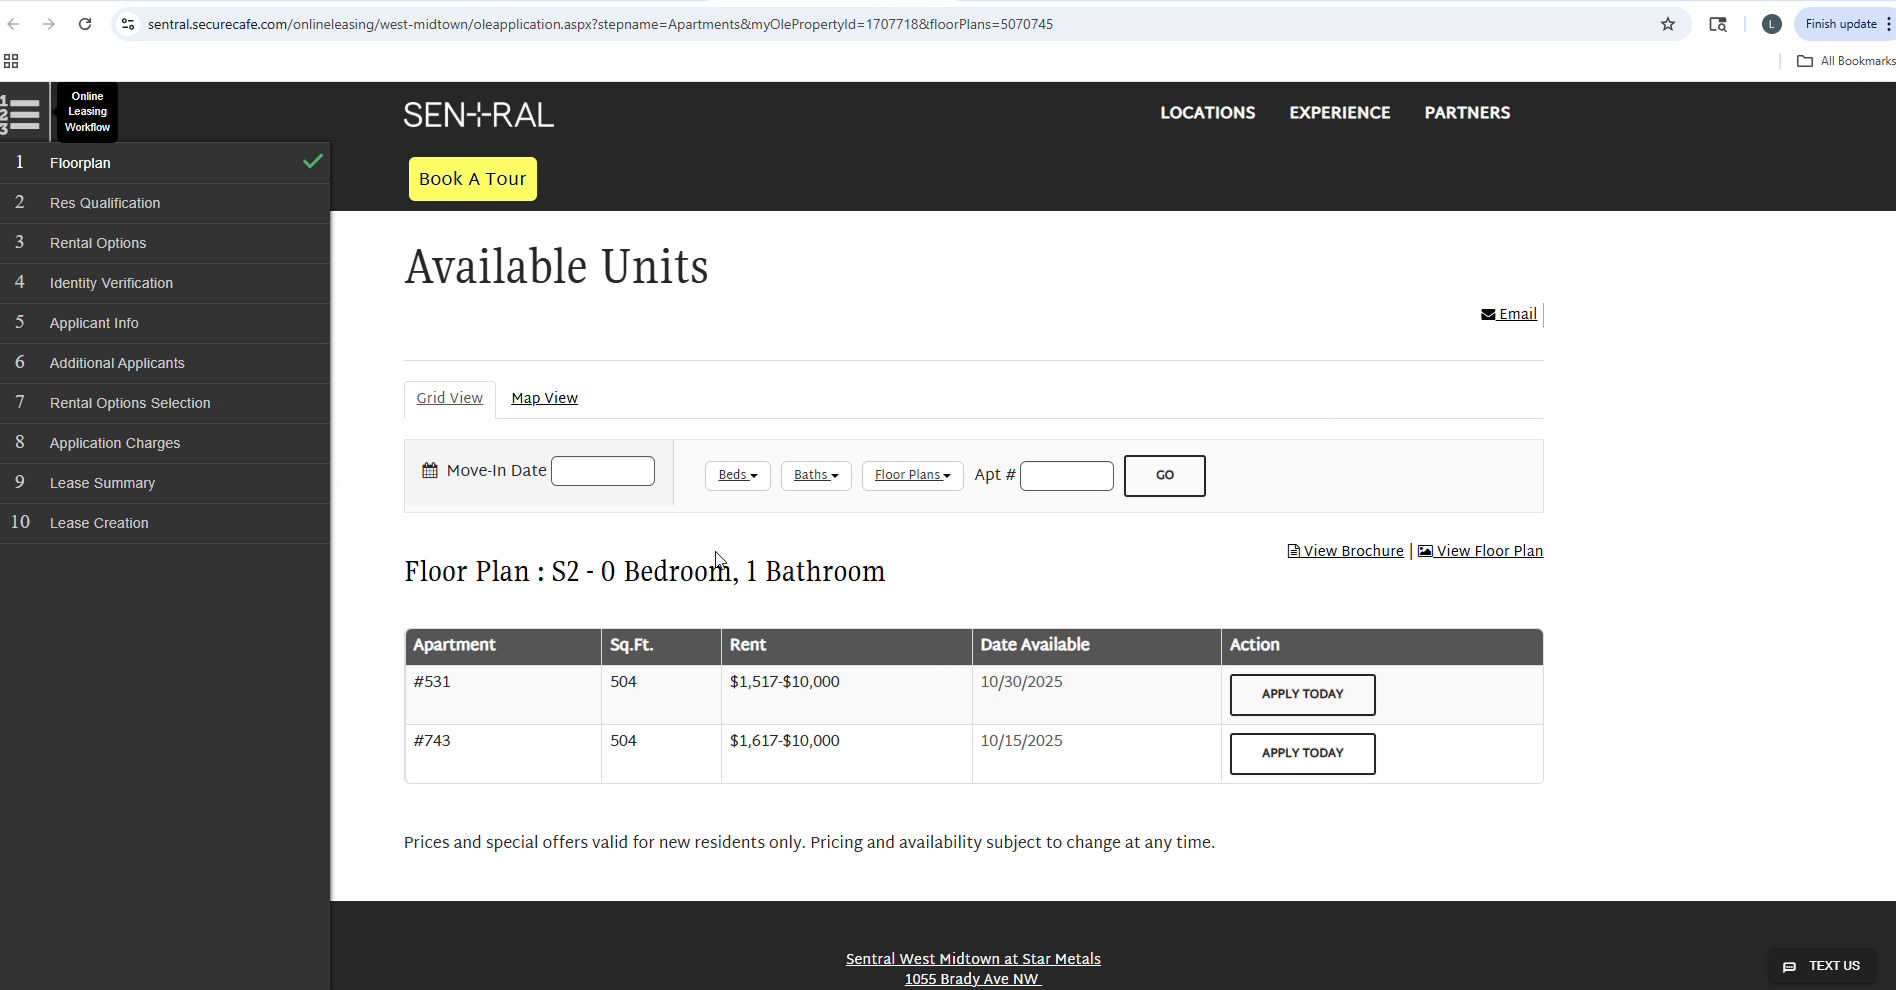 sentral.securecafe.com/onlineleasing/west-midtown/oleapplication.aspx?stepname=Apartments&myOlePropertyId=1707718&floorPlans=5070745
L
Finish update
All Bookmarks
1
2
3
Online
Leasing
Workflow
SENTRAL
LOCATIONS
EXPERIENCE
PARTNERS
Book A Tour
1 Floorplan
2 Res Qualification
3 Rental Options
4 Identity Verification
5 Applicant Info
6 Additional Applicants
7 Rental Options Selection
8 Application Charges
9 Lease Summary
10 Lease Creation
Available Units
Email
Grid View
Map View
Move-In Date
Beds
Baths
Floor Plans
Apt #
GO
View Brochure | View Floor Plan
Floor Plan : S2 - 0 Bedroom, 1 Bathroom
Apartment Sq.Ft. Rent Date Available Action
#531 504 $1,517-$10,000 10/30/2025 APPLY TODAY
#743 504 $1,617-$10,000 10/15/2025 APPLY TODAY
Prices and special offers valid for new residents only. Pricing and availability subject to change at any time.
Sentral West Midtown at Star Metals
1055 Brady Ave NW
TEXT US